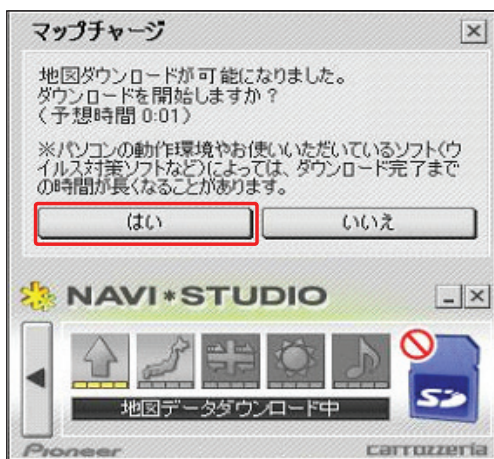 マップチャージ
地図ダウンロードが可能になりました。
ダウンロードを開始しますか？
（予想時間 0:01）
※パソコンの動作環境やお使いいただいているソフト（ウ
イルス対策ソフトなど）によっては、ダウンロード完了まで
の時間が長くなることがあります。
はい
いいえ
NAVI*STUDIO
地図データダウンロード中
SD
Pioneer
carrozzeria